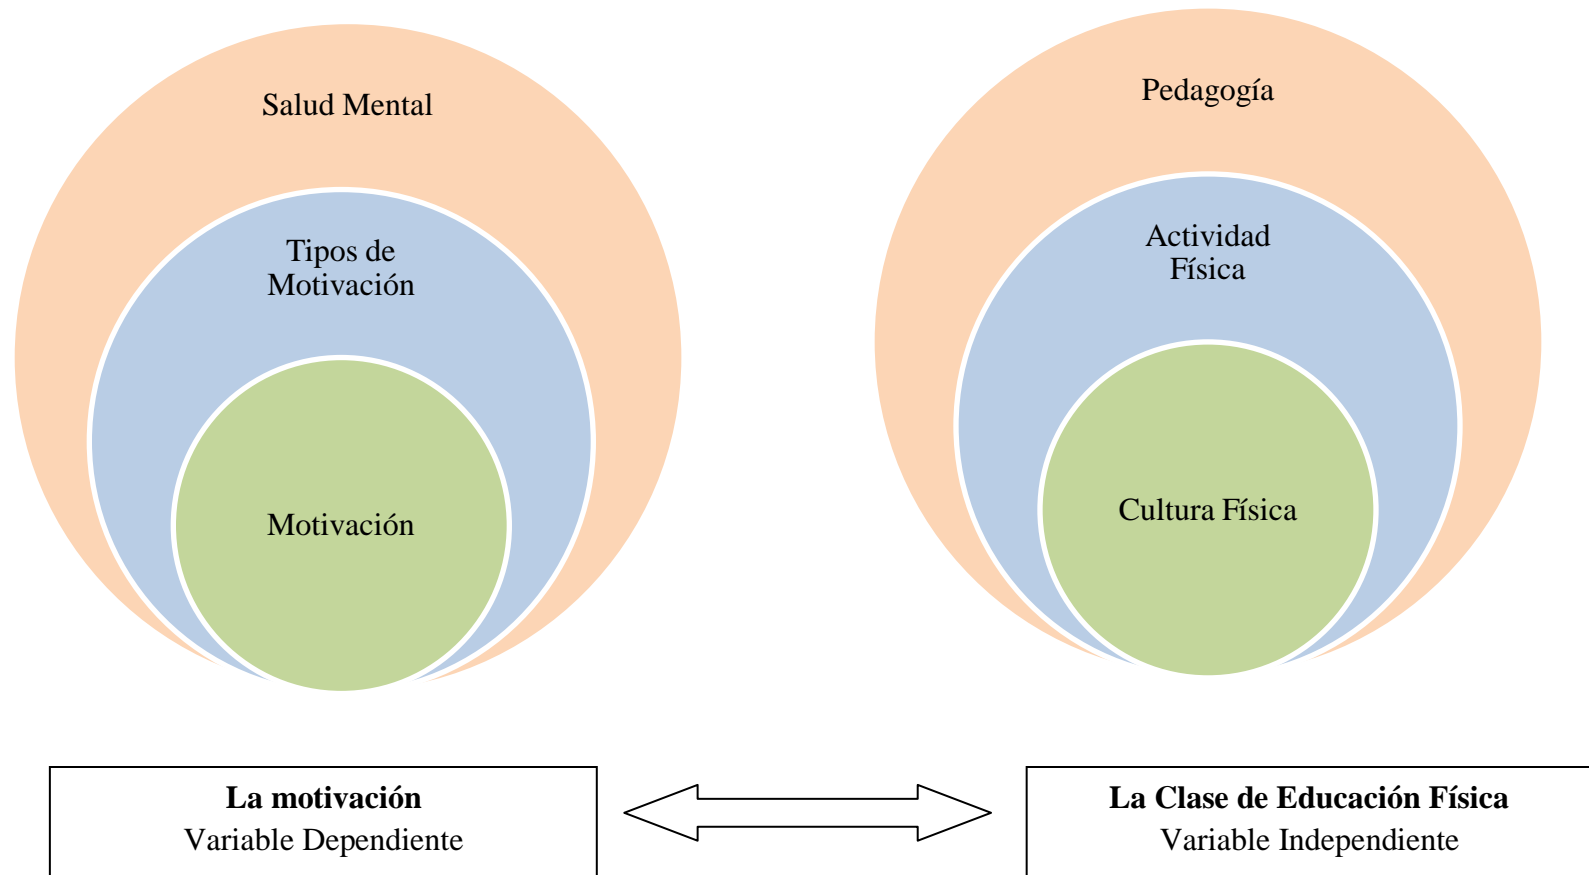 Salud Mental
Tipos de
Motivación
Motivación
Pedagogía
Actividad
Física
Cultura Física
La motivación
Variable Dependiente
La Clase de Educación Física
Variable Independiente